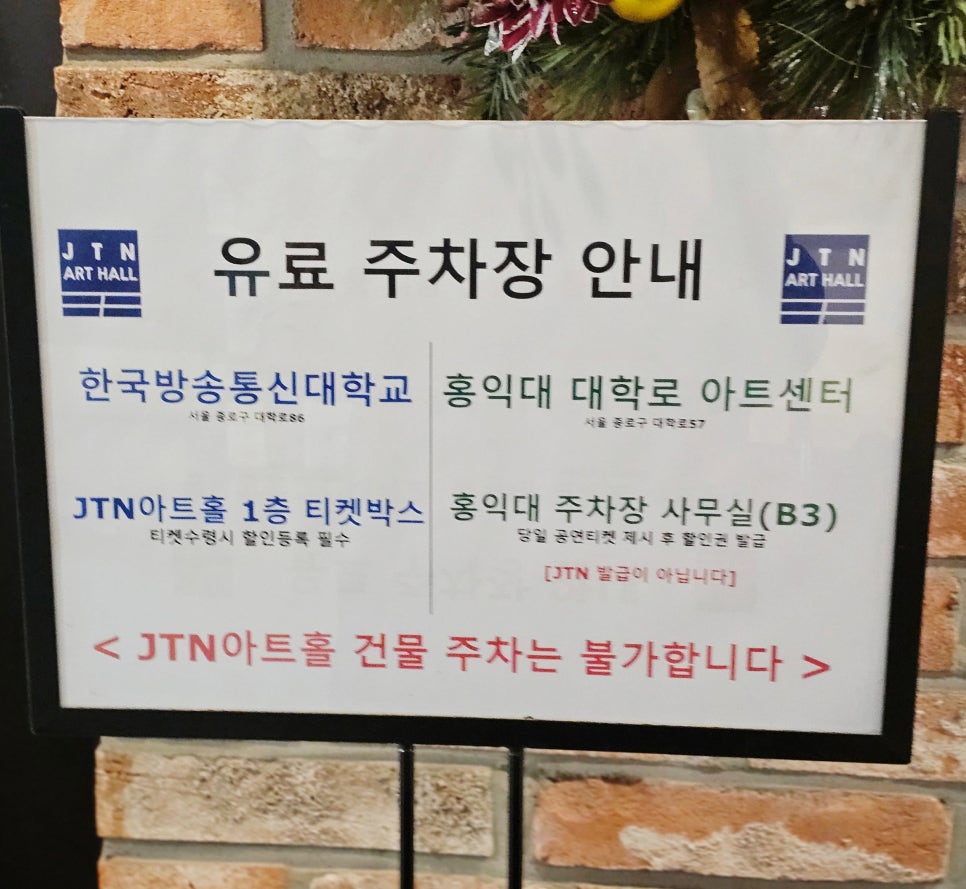 J T N
ART HALL
유료 주차장 안내
J T N
ART HALL
한국방송통신대학교
서울 종로구 대학로86
JTN아트홀 1층 티켓박스
티켓수령시 할인등록 필수
홍익대 대학로 아트센터
서울 종로구 대학로57
홍익대 주차장 사무실(B3)
당일 공연티켓 제시 후 할인권 발급
[JTN 발급이 아닙니다]
< JTN아트홀 건물 주차는 불가합니다 >